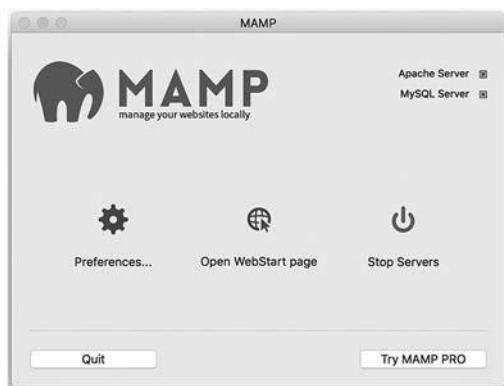 MAMP
MAMP
manage your websites locally
Apache Server
MySQL Server
Preferences...
Open WebStart page
Stop Servers
Quit
Try MAMP PRO